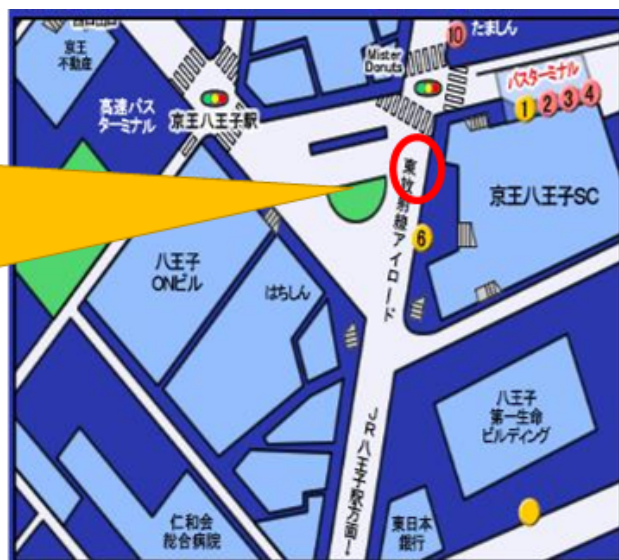 京王
不動産
Mister
Donuts
10
たましん
バスターミナル
1 2 3 4
高速バス
ターミナル
京王八王子駅
京王八王子SC
東放射線アイロード
6
八王子
ONビル
はちしん
八王子
第一生命
ビルディング
JR八王子駅方面↓
仁和会
総合病院
東日本
銀行